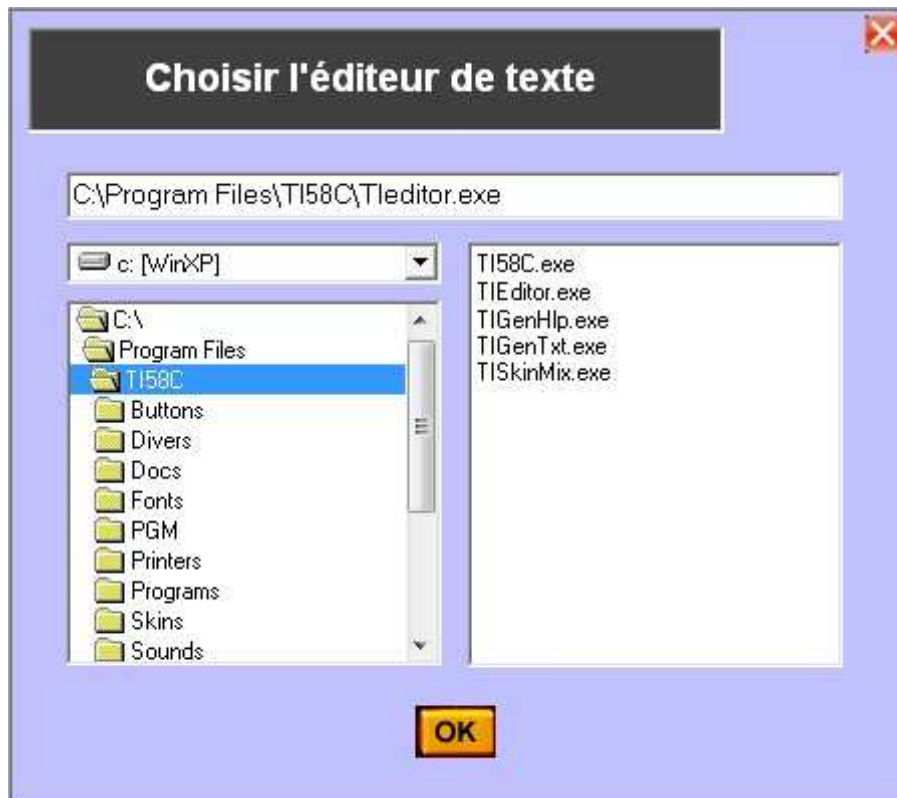 Choisir l'éditeur de texte
C:\Program Files\TI58C\TIeditor.exe
c: [WinXP]
C:\
Program Files
TI58C
Buttons
Divers
Docs
Fonts
PGM
Printers
Programs
Skins
Sounds
TI58C.exe
TIEditor.exe
TIGenHlp.exe
TIGenTxt.exe
TISkinMix.exe
OK